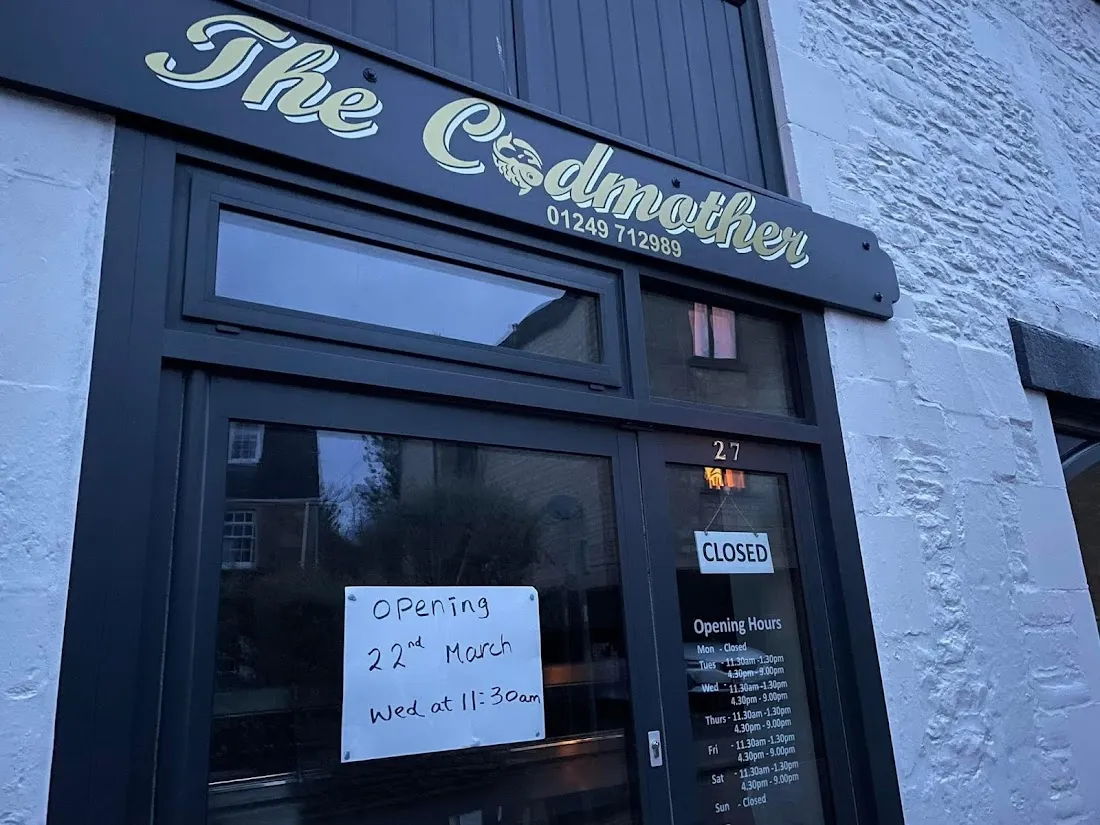 The Codmother
01249 712989
27
CLOSED
Opening
22nd March
Wed at 11:30am
Opening Hours
Mon - Closed
Tues - 11.30am -1.30pm
4.30pm - 9.00pm
Wed - 11.30am -1.30pm
4.30pm - 9.00pm
Thurs - 11.30am -1.30pm
4.30pm - 9.00pm
Fri - 11.30am -1.30pm
4.30pm - 9.00pm
Sat - 11.30am -1.30pm
4.30pm - 9.00pm
Sun - Closed